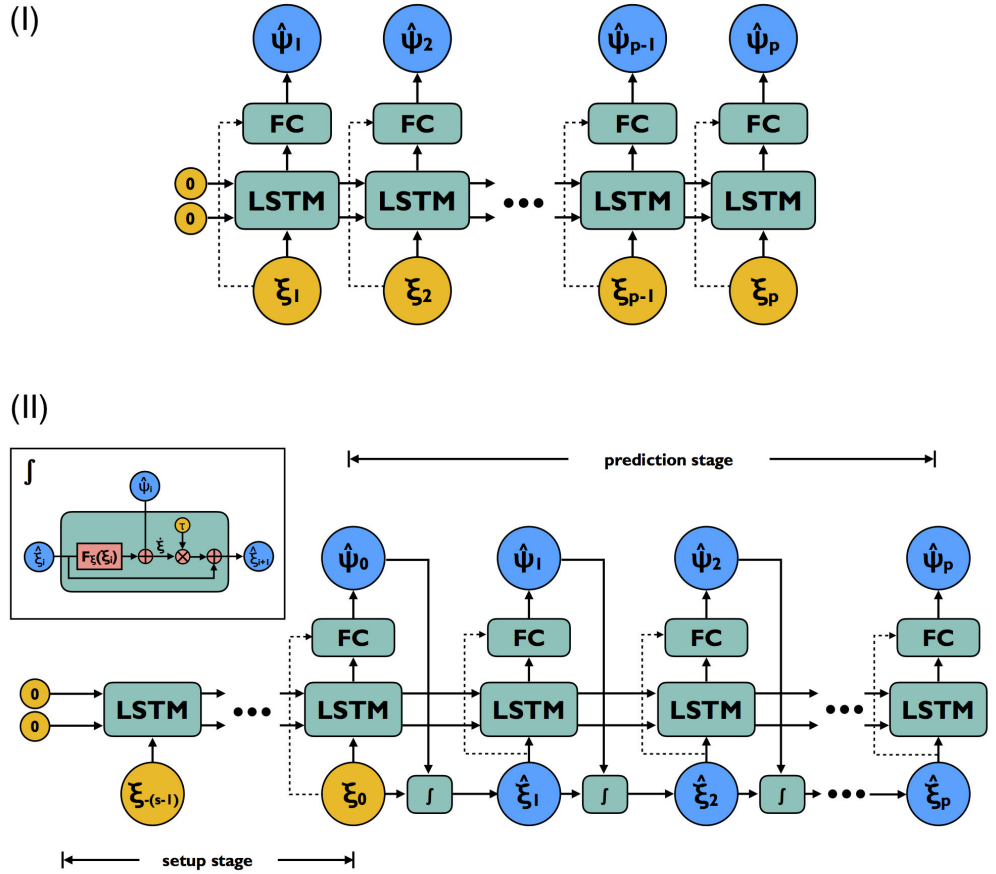 (I)
ψ̂1 ψ̂2 ψ̂p-1 ψ̂p
FC FC FC FC
0
LSTM LSTM ••• LSTM LSTM
0
ξ1 ξ2 ξp-1 ξp
(II)
prediction stage
∫
ψ̂i
τ
ξ̂i Fξ(ξi) + ξ̇ × + ξ̂i+1
ψ̂0 ψ̂1 ψ̂2 ψ̂p
FC FC FC FC
0
LSTM ••• LSTM LSTM LSTM ••• LSTM
0
ξ-(s-1) ξ0 ∫ ξ̂1 ∫ ξ̂2 ∫ ••• ξ̂p
setup stage